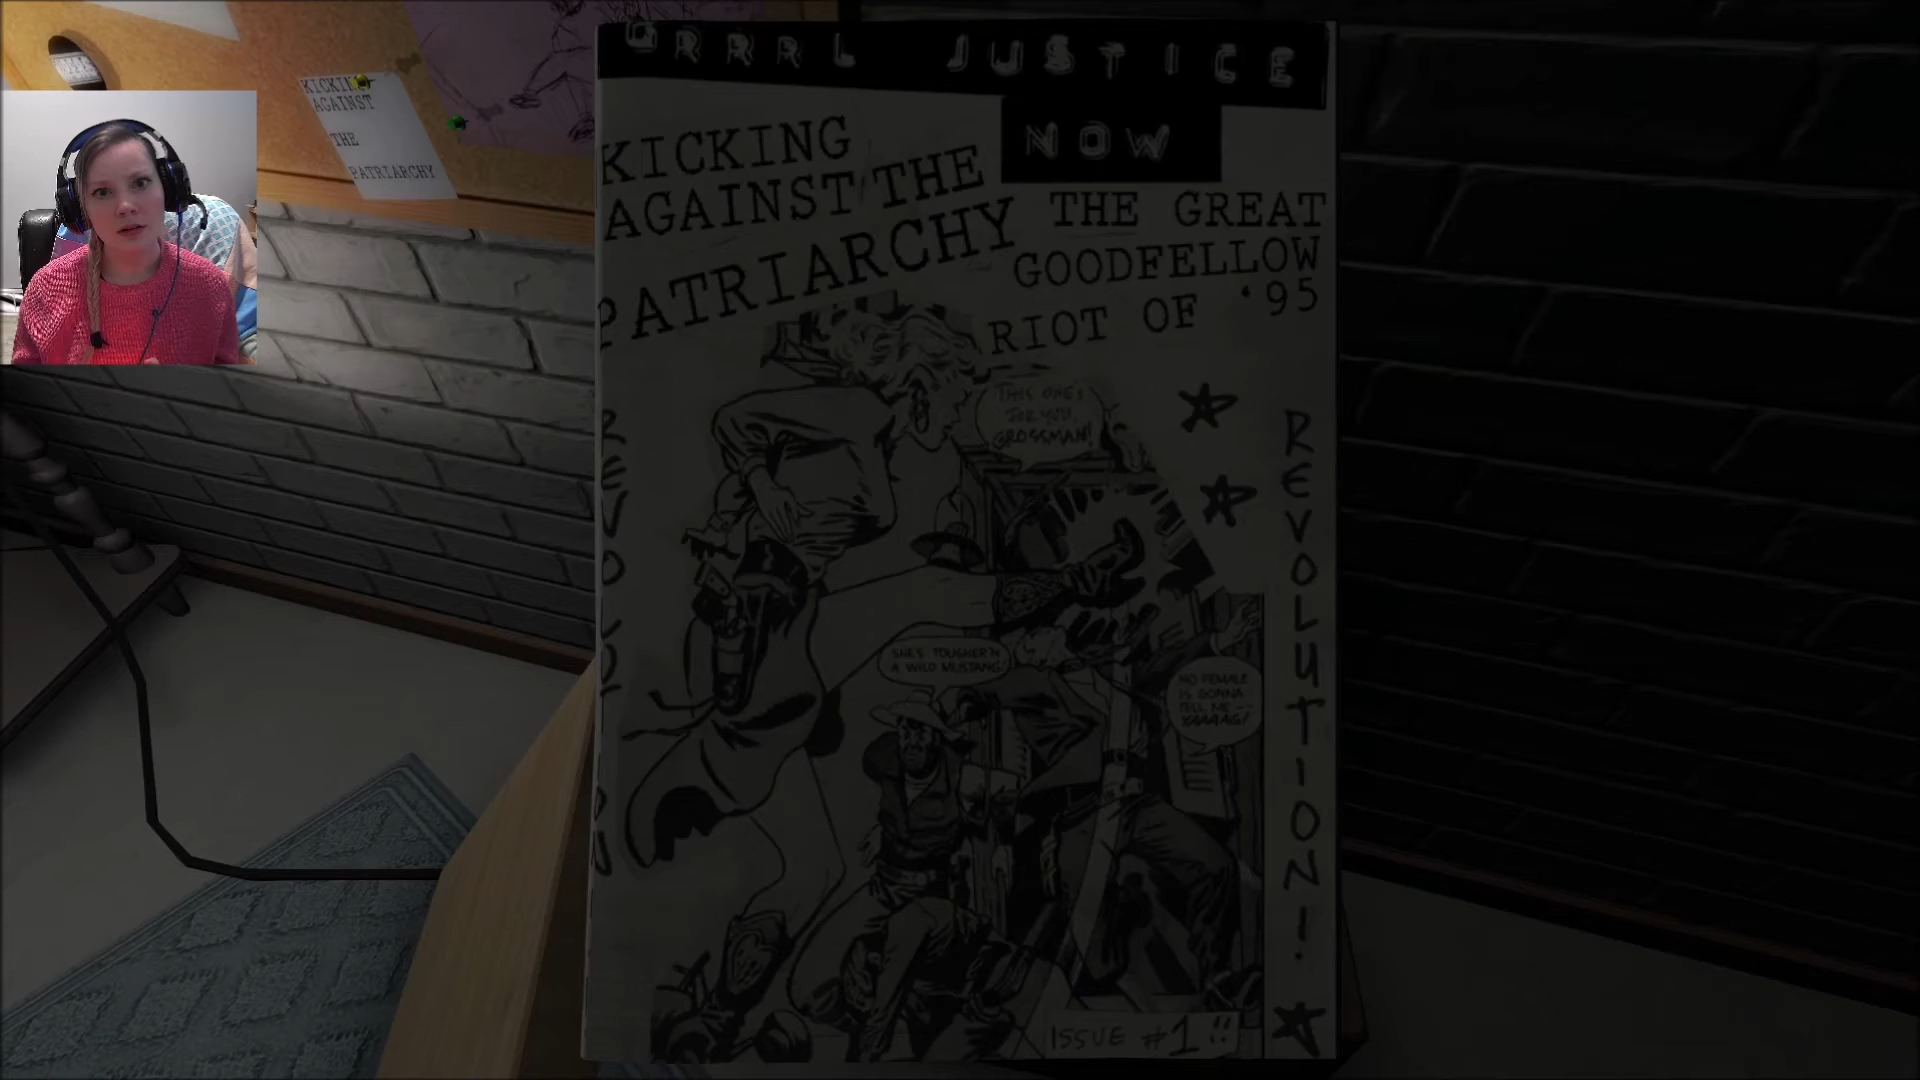 KICKING
AGAINST
THE
PATRIARCHY
GRRRL JUSTICE
NOW
KICKING
AGAINST THE
PATRIARCHY
THE GREAT
GOODFELLOW
RIOT OF '95
THIS ONE'S
FOR YOU,
GROSSMAN!
SHE'S TOUGHER'N
A WILD MUSTANG!
NO FEMALE
IS GONNA
TELL ME --
YAAAAG!
REVOLUTION
REVOLUTION!
ISSUE #1!!